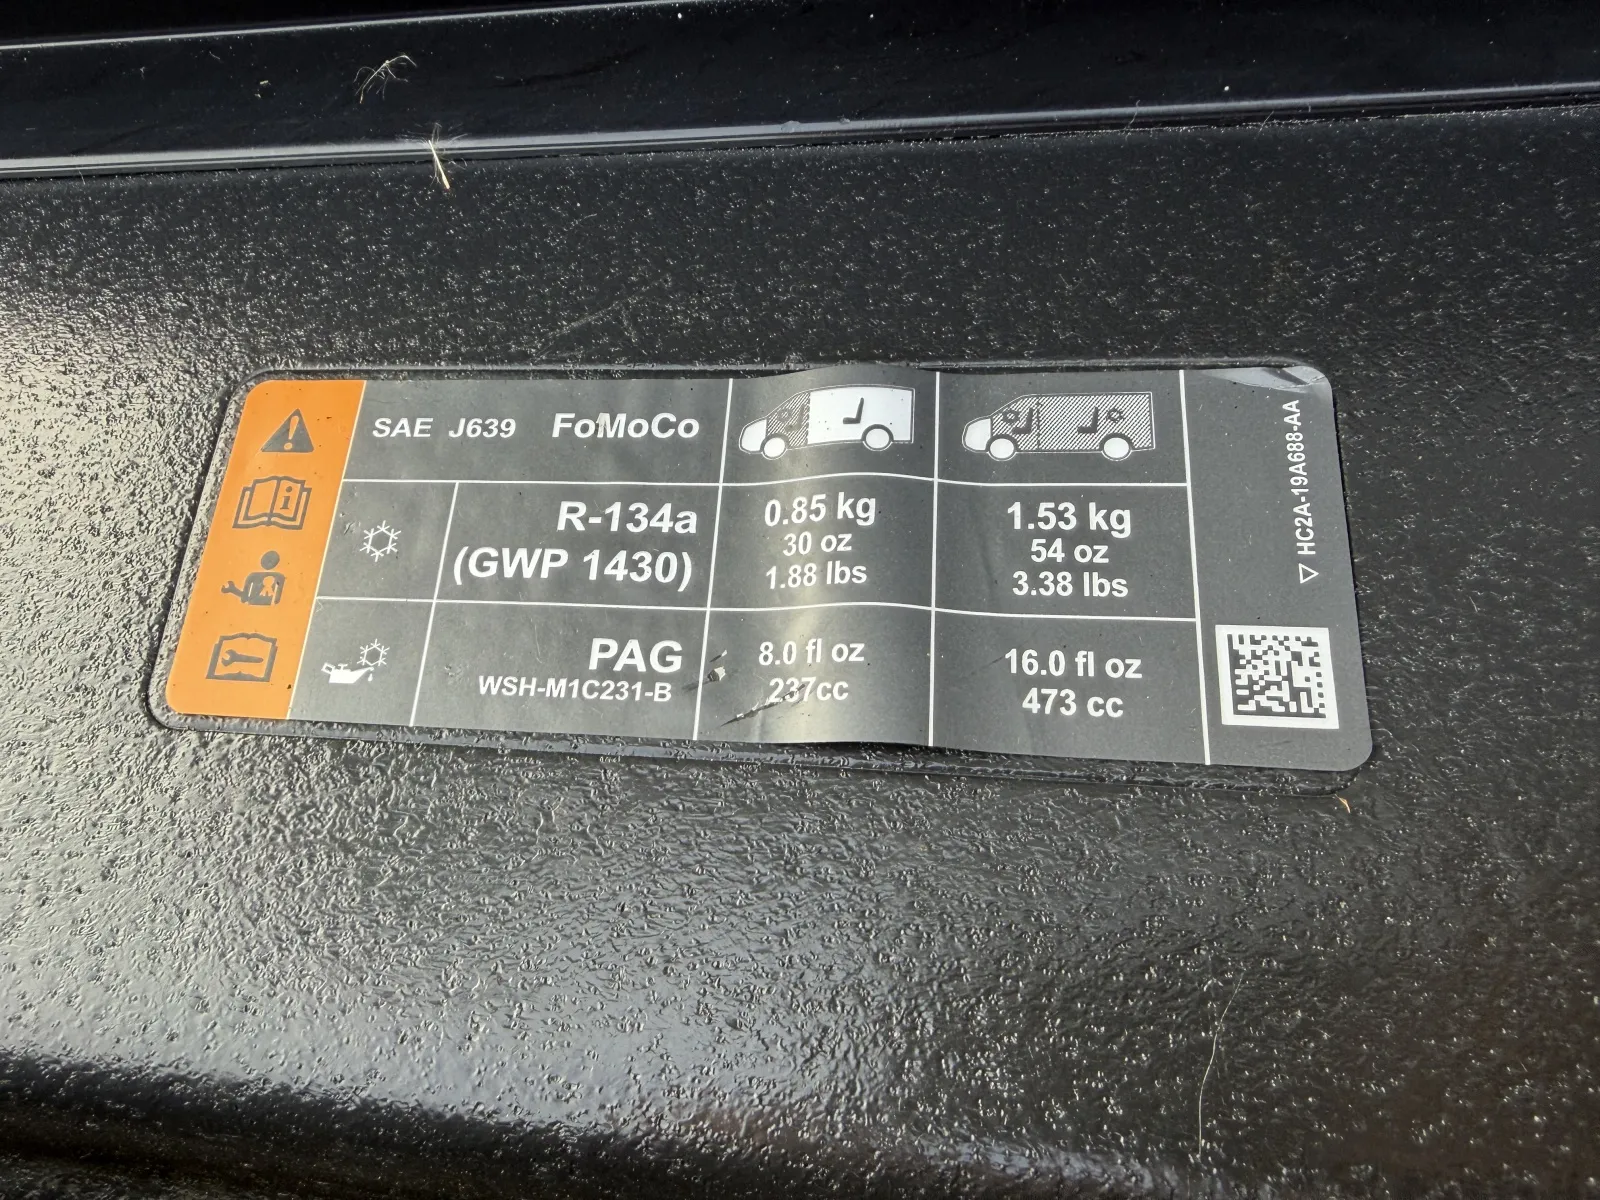 SAE J639 FoMoCo
R-134a
(GWP 1430)
0.85 kg
30 oz
1.88 lbs
1.53 kg
54 oz
3.38 lbs
PAG
WSH-M1C231-B
8.0 fl oz
237cc
16.0 fl oz
473 cc
HC2A-19A688-AA